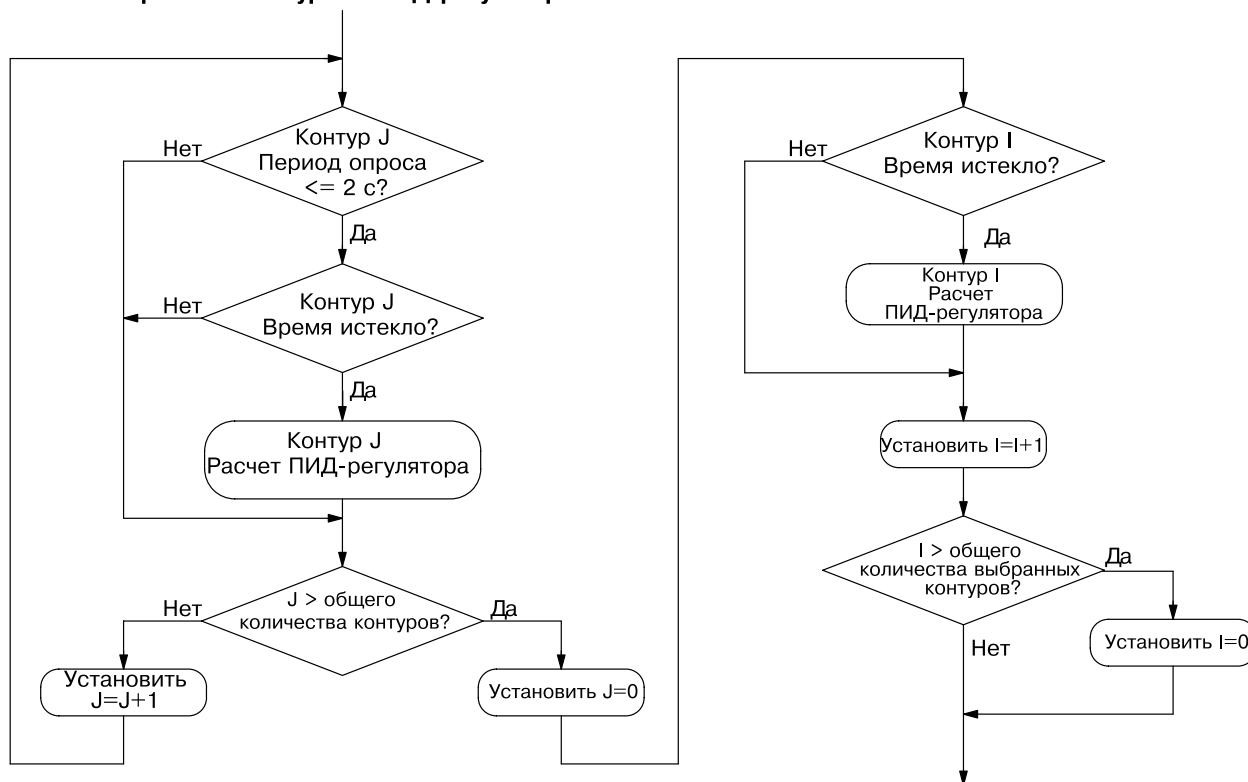 Контур J
Период опроса
<= 2 с?
Нет
Да
Контур J
Время истекло?
Нет
Да
Контур J
Расчет ПИД-регулятора
J > общего
количества контуров?
Нет
Да
Установить
J=J+1
Установить J=0
Контур I
Время истекло?
Нет
Да
Контур I
Расчет
ПИД-регулятора
Установить I=I+1
I > общего
количества выбранных
контуров?
Да
Нет
Установить I=0